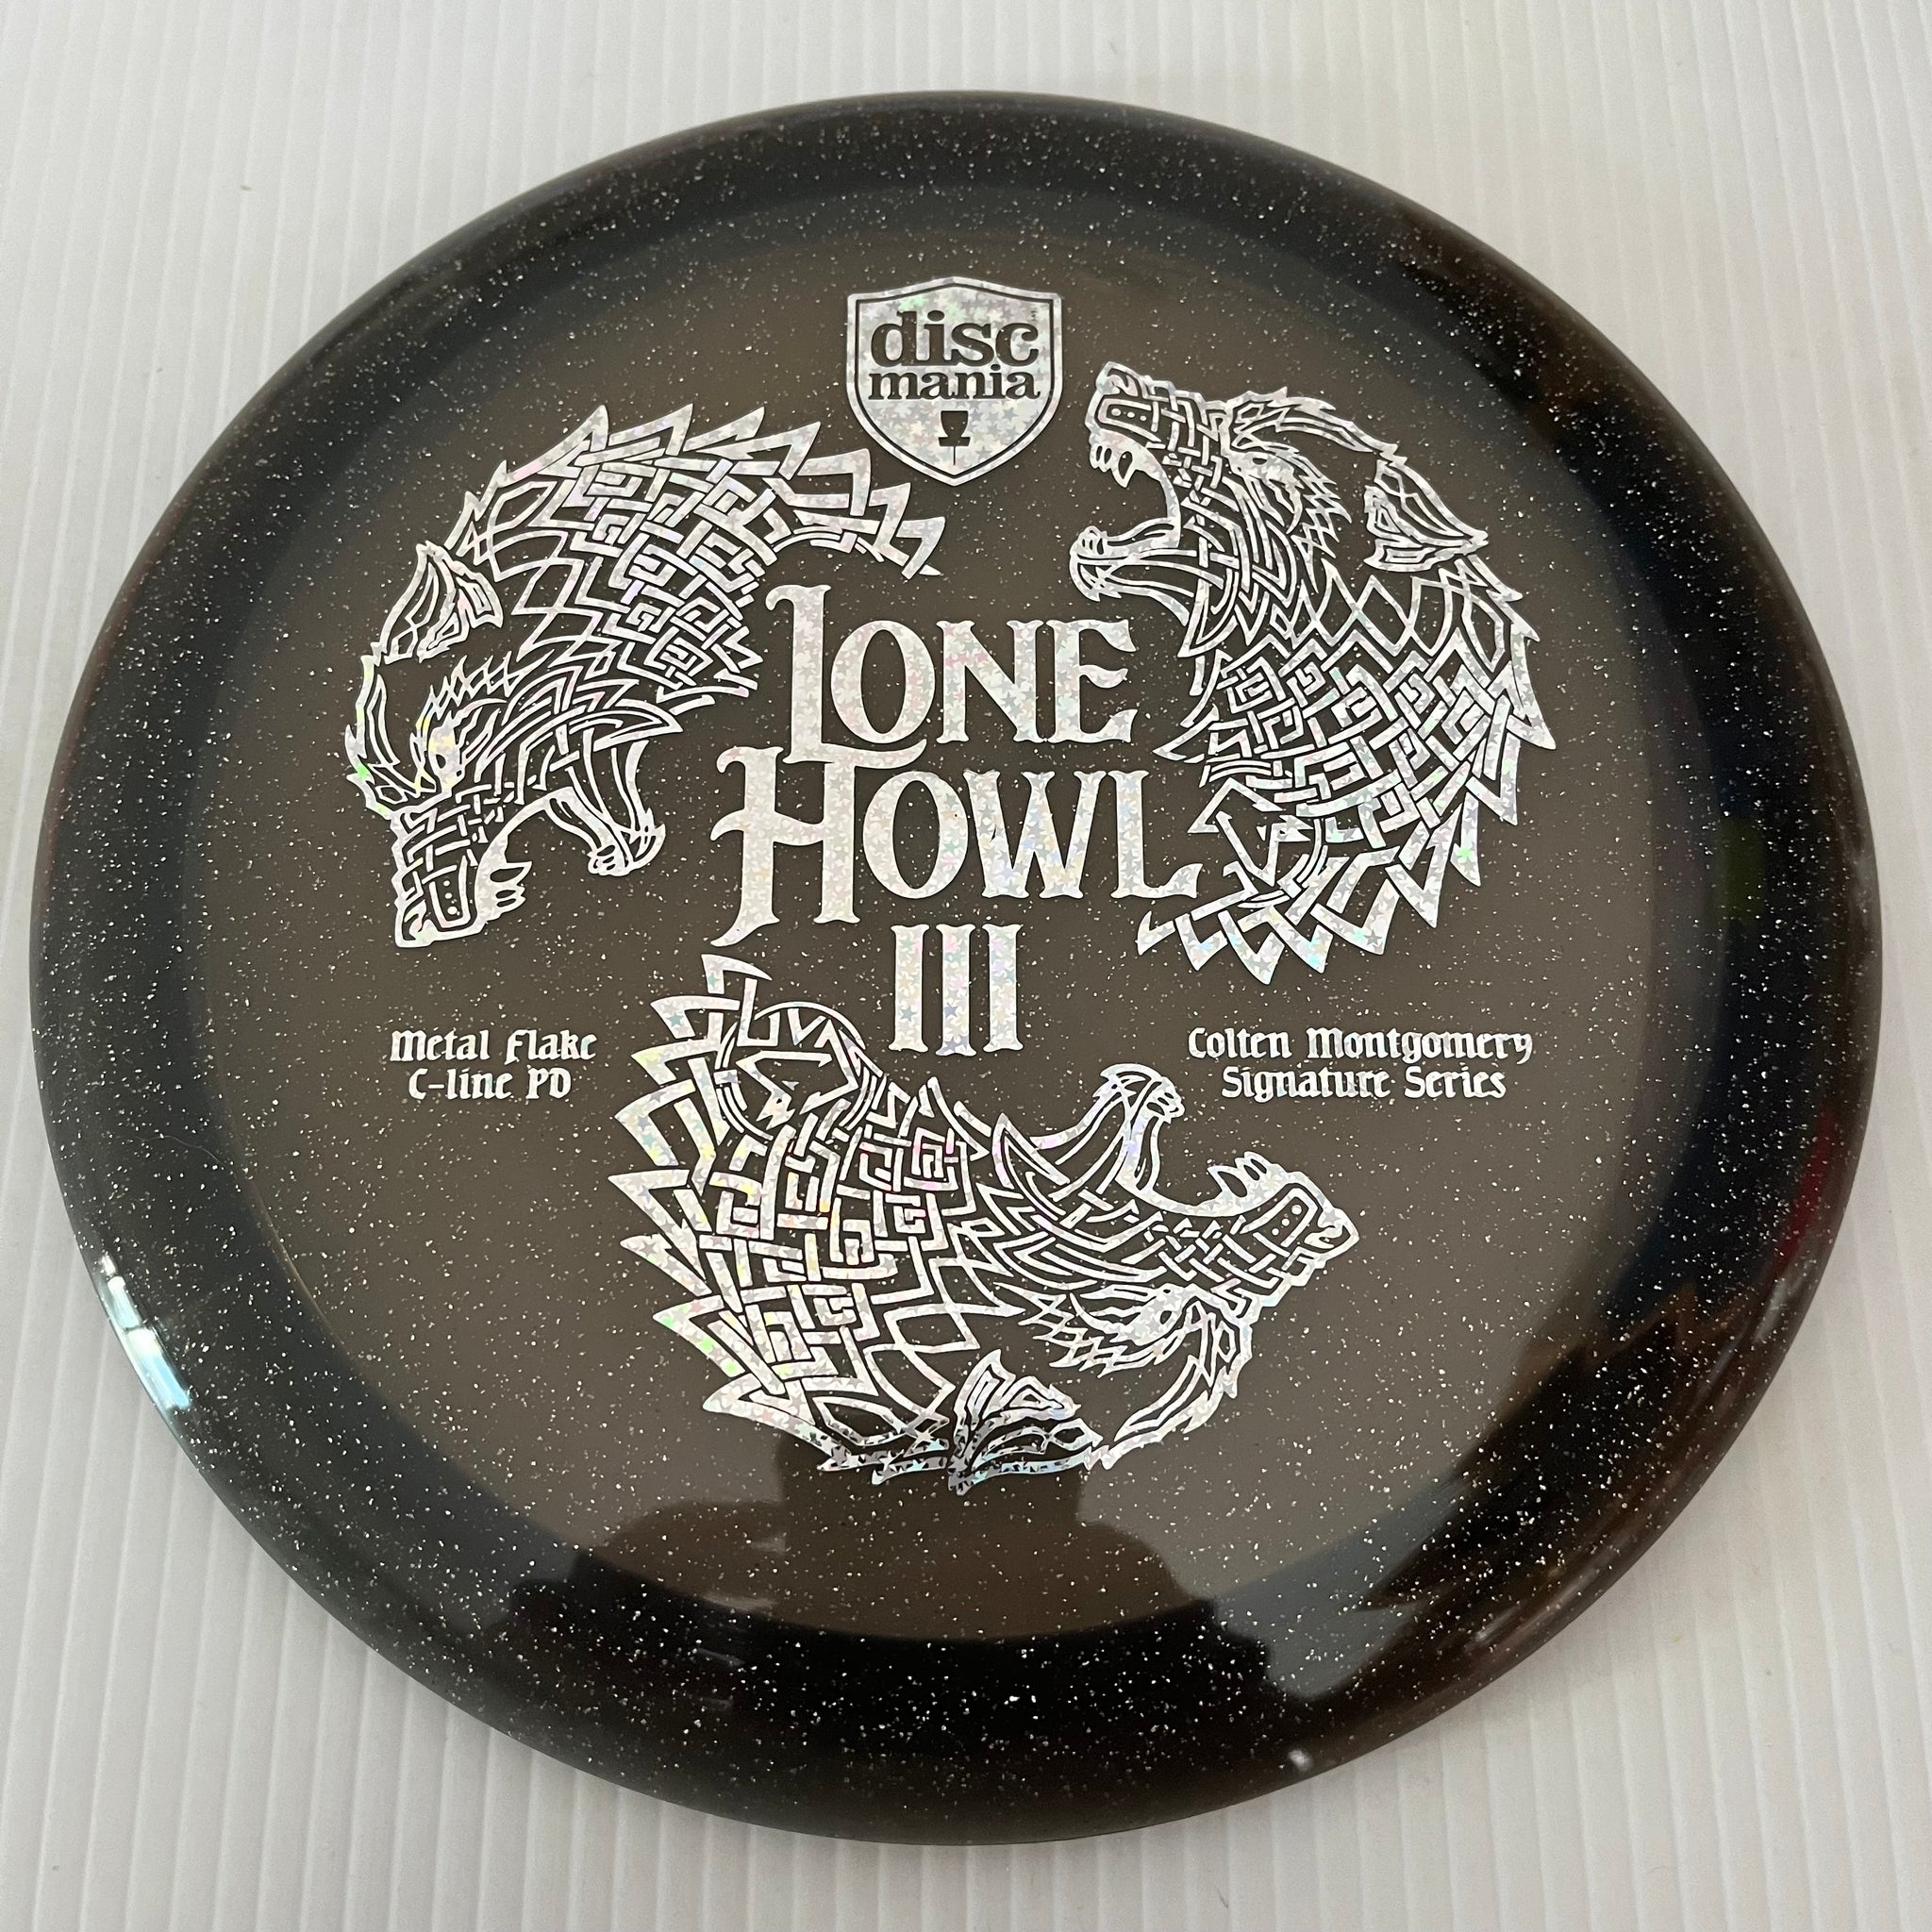 disc
mania
LONE
HOWL
III
Metal Flake
C-line PD
Colten Montgomery
Signature Series